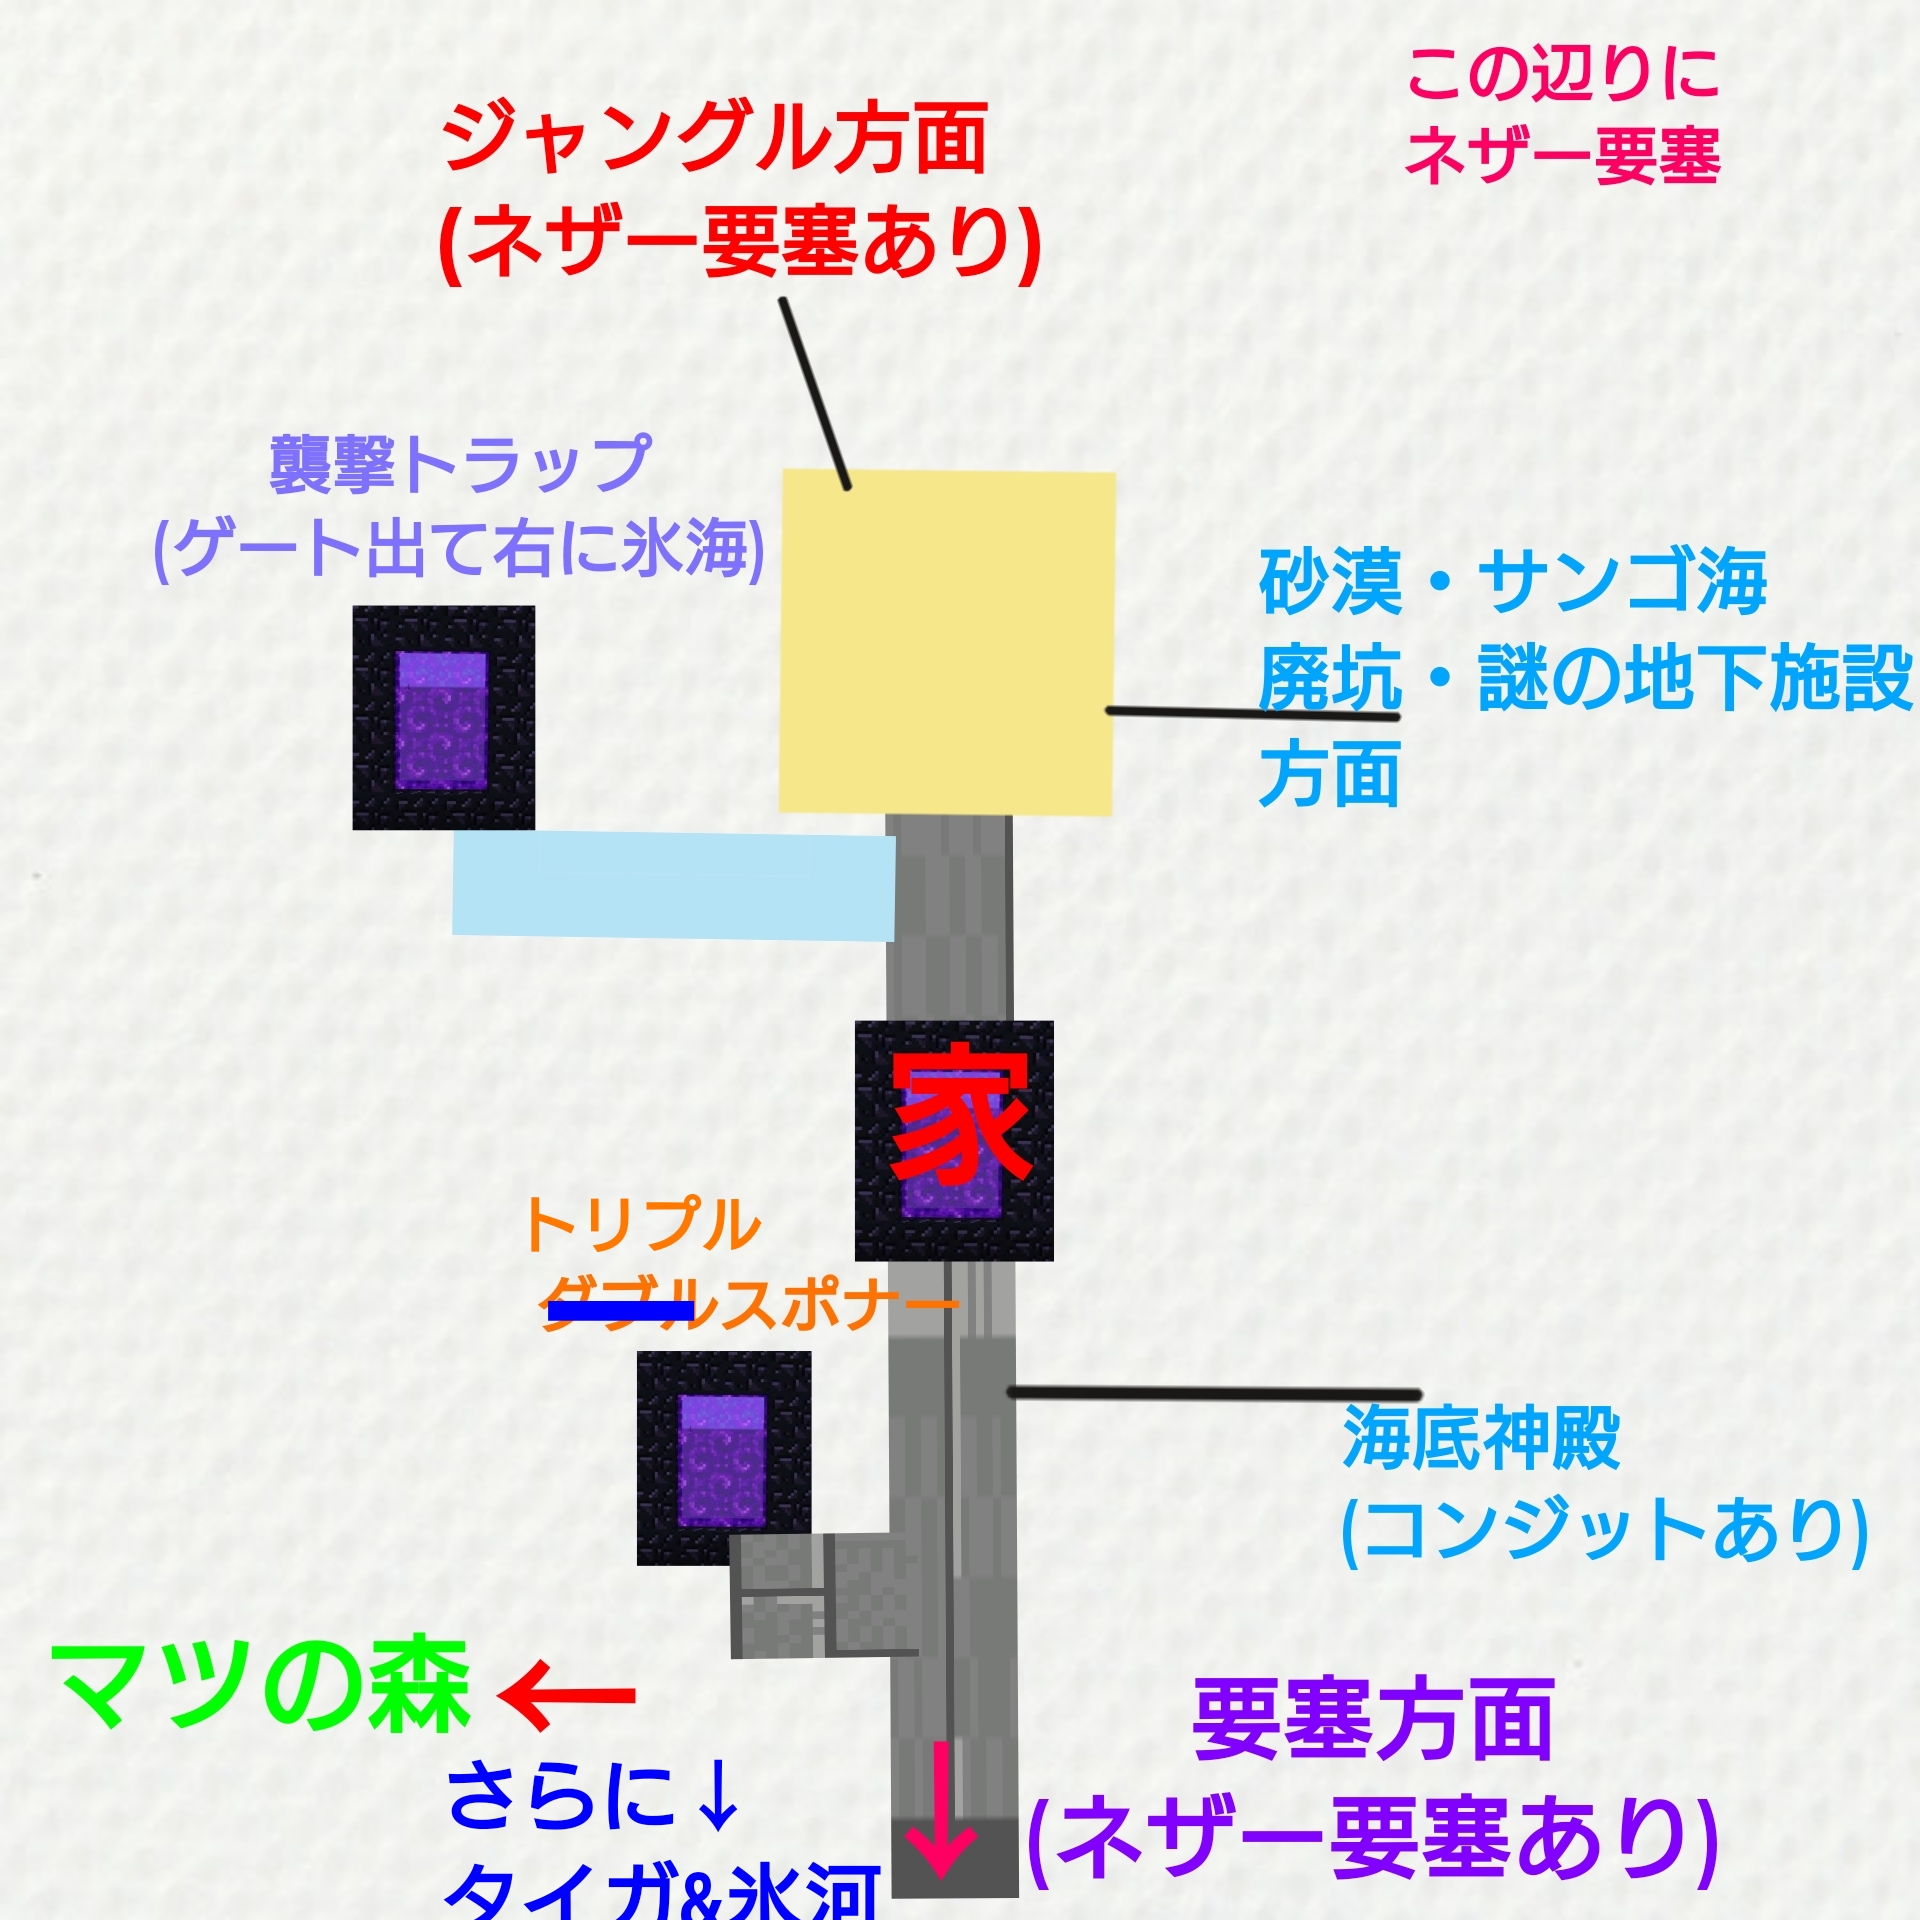 この辺りに
ネザー要塞
ジャングル方面
(ネザー要塞あり)
襲撃トラップ
(ゲート出て右に氷海)
砂漠・サンゴ海
廃坑・謎の地下施設
方面
家
トリプル
ダブルスポナー
海底神殿
(コンジットあり)
マツの森←
さらに↓
タイガ&氷河
要塞方面
(ネザー要塞あり)